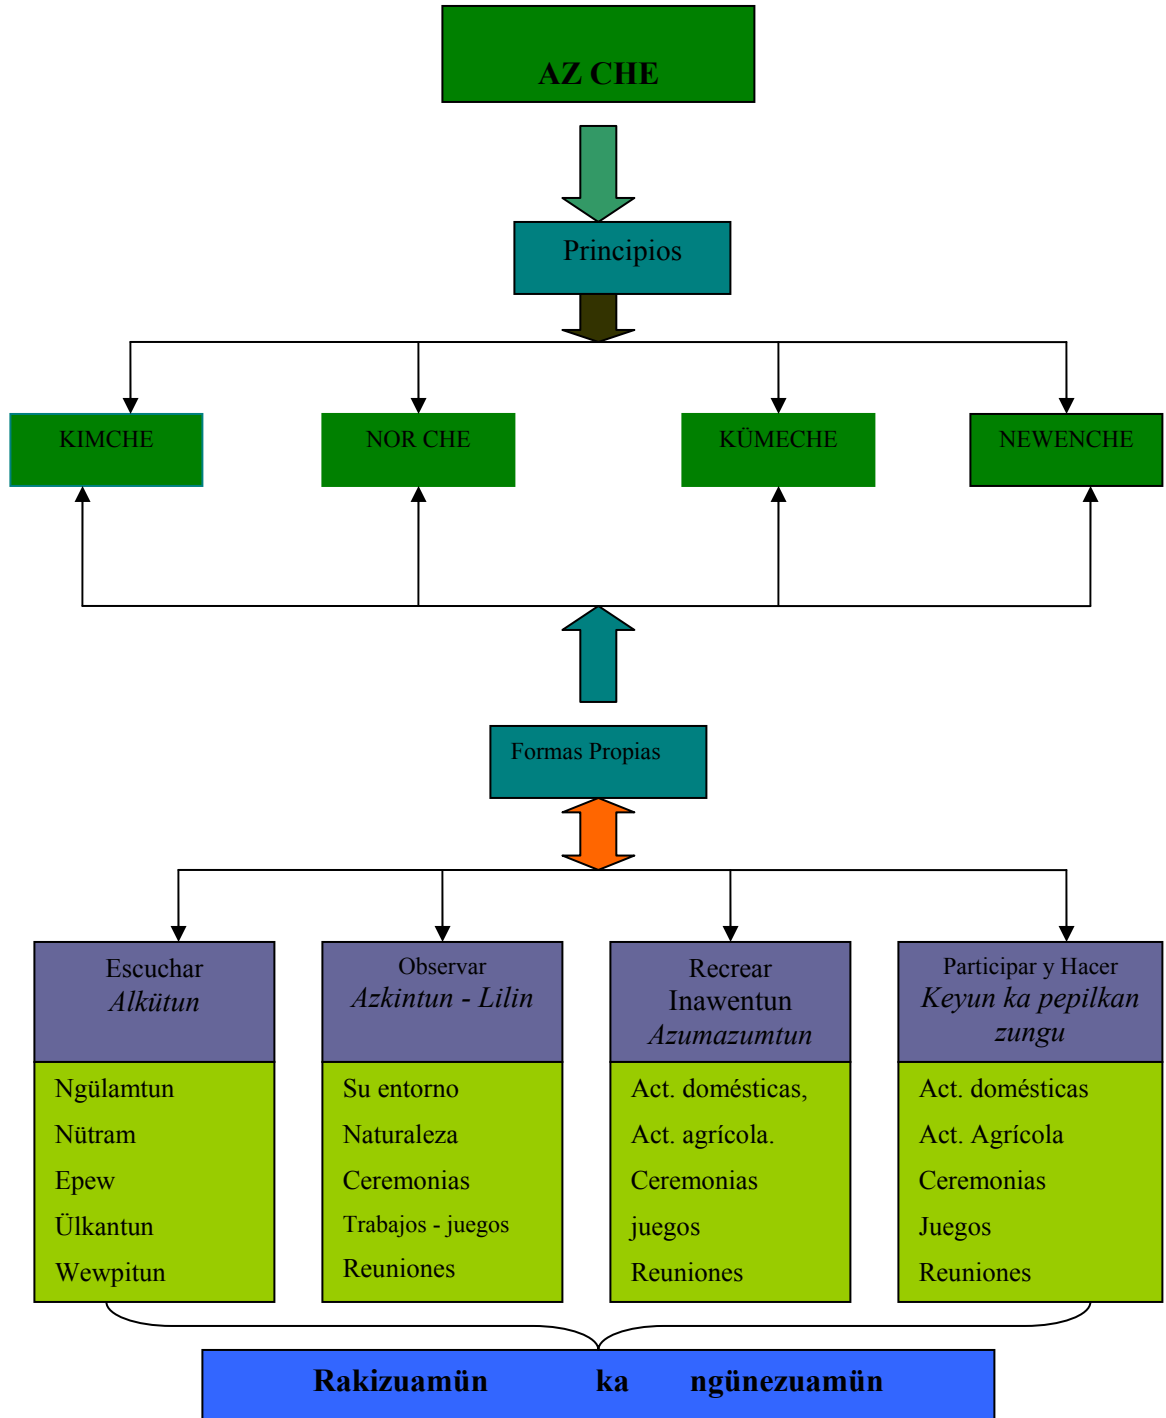 AZ CHE
Principios
KIMCHE
NOR CHE
KÜMECHE
NEWENCHE
Formas Propias
Escuchar
Alkütun
Observar
Azkintun - Lilin
Recrear
Inawentun
Azumazumtun
Participar y Hacer
Keyun ka pepilkan
zungu
Ngülamtun
Nütram
Epew
Ülkantun
Wewpitun
Su entorno
Naturaleza
Ceremonias
Trabajos - juegos
Reuniones
Act. domésticas,
Act. agrícola.
Ceremonias
juegos
Reuniones
Act. domésticas
Act. Agrícola
Ceremonias
Juegos
Reuniones
Rakizuamün ka ngünezuamün